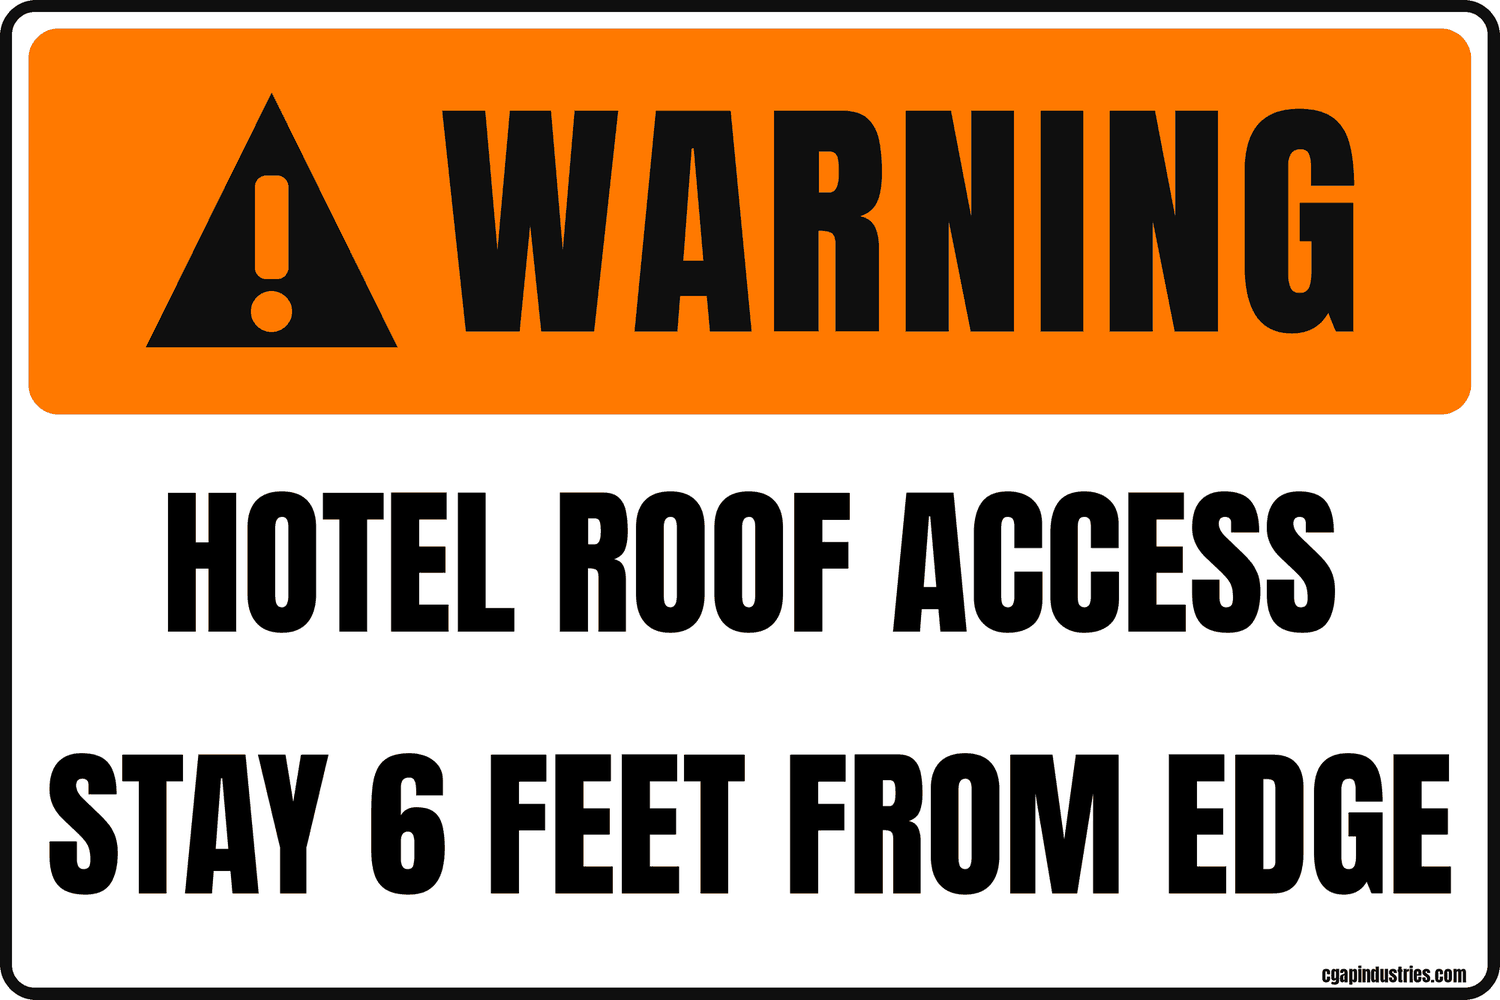 WARNING
HOTEL ROOF ACCESS
STAY 6 FEET FROM EDGE
cgapindustries.com